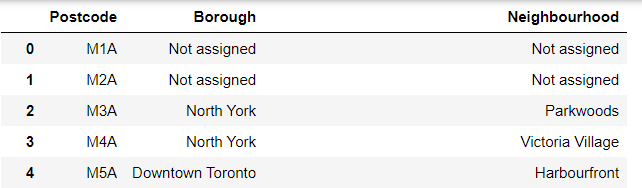 Postcode Borough Neighbourhood
0 M1A Not assigned Not assigned
1 M2A Not assigned Not assigned
2 M3A North York Parkwoods
3 M4A North York Victoria Village
4 M5A Downtown Toronto Harbourfront